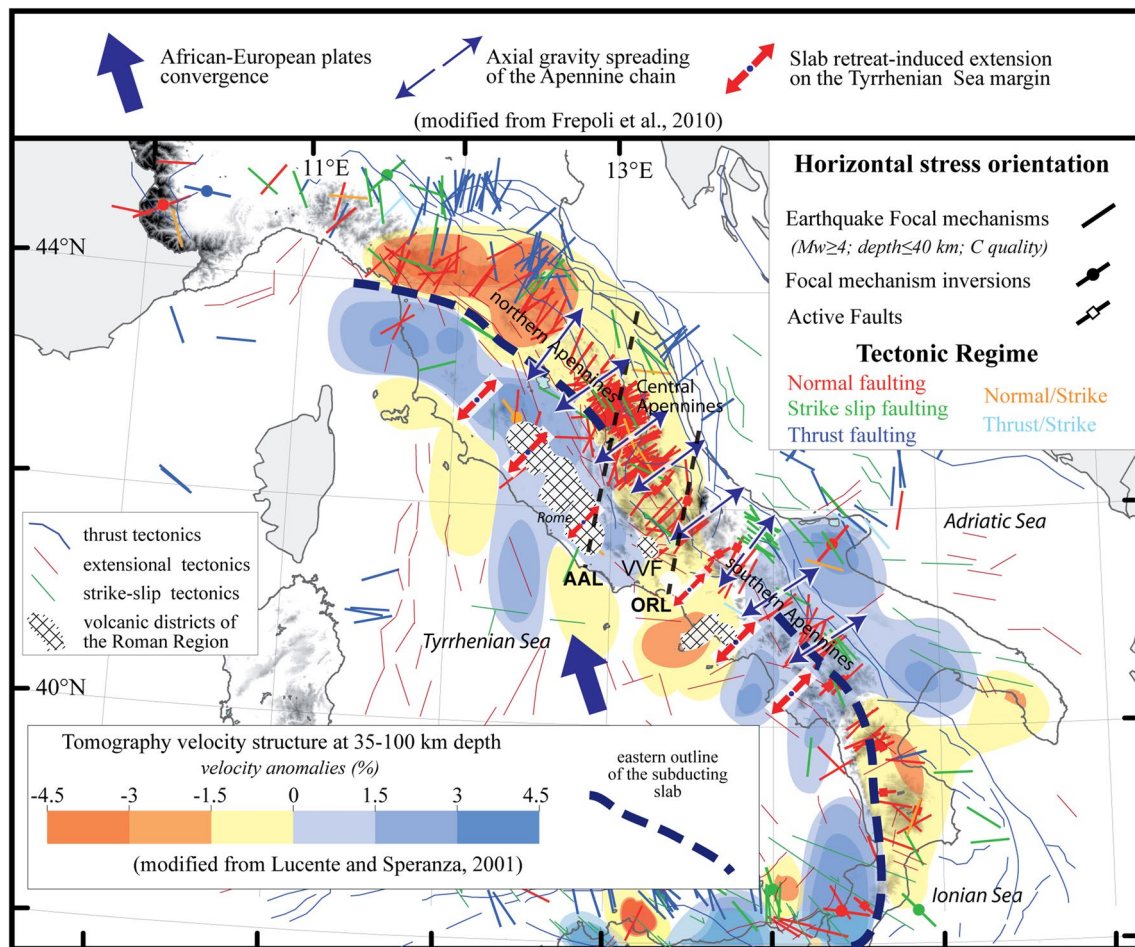 African-European plates
convergence
Axial gravity spreading
of the Apennine chain
Slab retreat-induced extension
on the Tyrrhenian Sea margin
(modified from Frepoli et al., 2010)
11°E
13°E
44°N
40°N
Horizontal stress orientation
Earthquake Focal mechanisms
(Mw≥4; depth≤40 km; C quality)
Focal mechanism inversions
Active Faults
Tectonic Regime
Normal faulting
Normal/Strike
Strike slip faulting
Thrust/Strike
Thrust faulting
northern Apennines
Central
Apennines
southern Apennines
Rome
AAL
VVF
ORL
Adriatic Sea
Tyrrhenian Sea
Ionian Sea
thrust tectonics
extensional tectonics
strike-slip tectonics
volcanic districts of
the Roman Region
Tomography velocity structure at 35-100 km depth
velocity anomalies (%)
-4.5 -3 -1.5 0 1.5 3 4.5
(modified from Lucente and Speranza, 2001)
eastern outline
of the subducting
slab